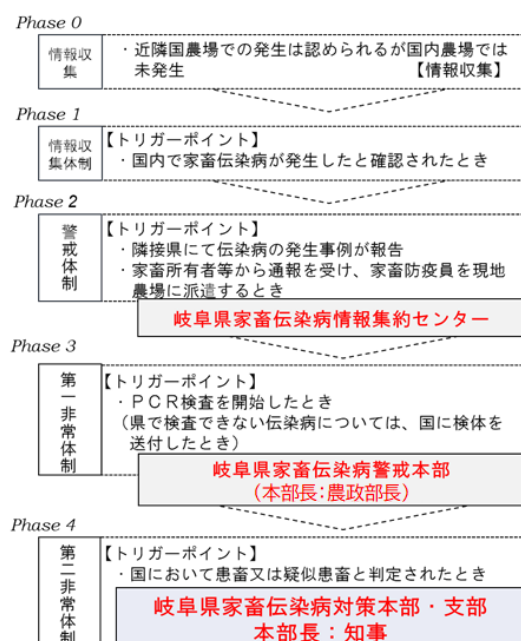 Phase 0
情報収集
・近隣国農場での発生は認められるが国内農場では
未発生 【情報収集】
Phase 1
情報収集体制
【トリガーポイント】
・国内で家畜伝染病が発生したと確認されたとき
Phase 2
警戒体制
【トリガーポイント】
・隣接県にて伝染病の発生事例が報告
・家畜所有者等から通報を受け、家畜防疫員を現地
農場に派遣するとき
岐阜県家畜伝染病情報集約センター
Phase 3
第一非常体制
【トリガーポイント】
・ＰＣＲ検査を開始したとき
（県で検査できない伝染病については、国に検体を
送付したとき）
岐阜県家畜伝染病警戒本部
（本部長：農政部長）
Phase 4
第二非常体制
【トリガーポイント】
・国において患畜又は疑似患畜と判定されたとき
岐阜県家畜伝染病対策本部・支部
本部長：知事